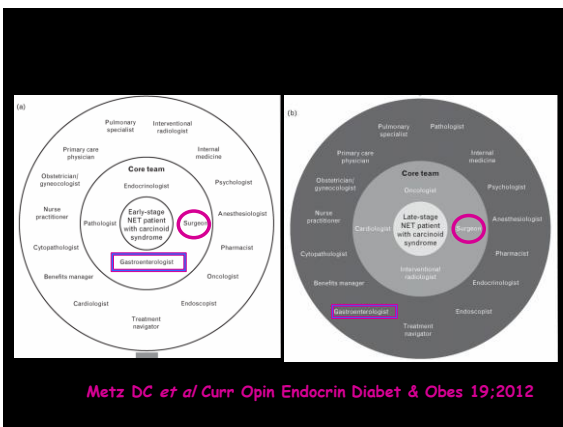 (a)
Pulmonary
specialist
Interventional
radiologist
Primary care
physician
Internal
medicine
Core team
Obstetrician/
gynecologist
Endocrinologist
Psychologist
Nurse
practitioner
Pathologist
Early-stage
NET patient
with carcinoid
syndrome
Surgeon
Anesthesiologist
Cytopathologist
Gastroenterologist
Pharmacist
Benefits manager
Oncologist
Cardiologist
Endoscopist
Treatment
navigator
(b)
Pulmonary
specialist
Pathologist
Primary care
physician
Internal
medicine
Core team
Obstetrician/
gynecologist
Oncologist
Psychologist
Nurse
practitioner
Cardiologist
Late-stage
NET patient
with carcinoid
syndrome
Surgeon
Anesthesiologist
Cytopathologist
Interventional
radiologist
Pharmacist
Benefits manager
Endocrinologist
Gastroenterologist
Endoscopist
Treatment
navigator
Metz DC et al Curr Opin Endocrin Diabet & Obes 19;2012